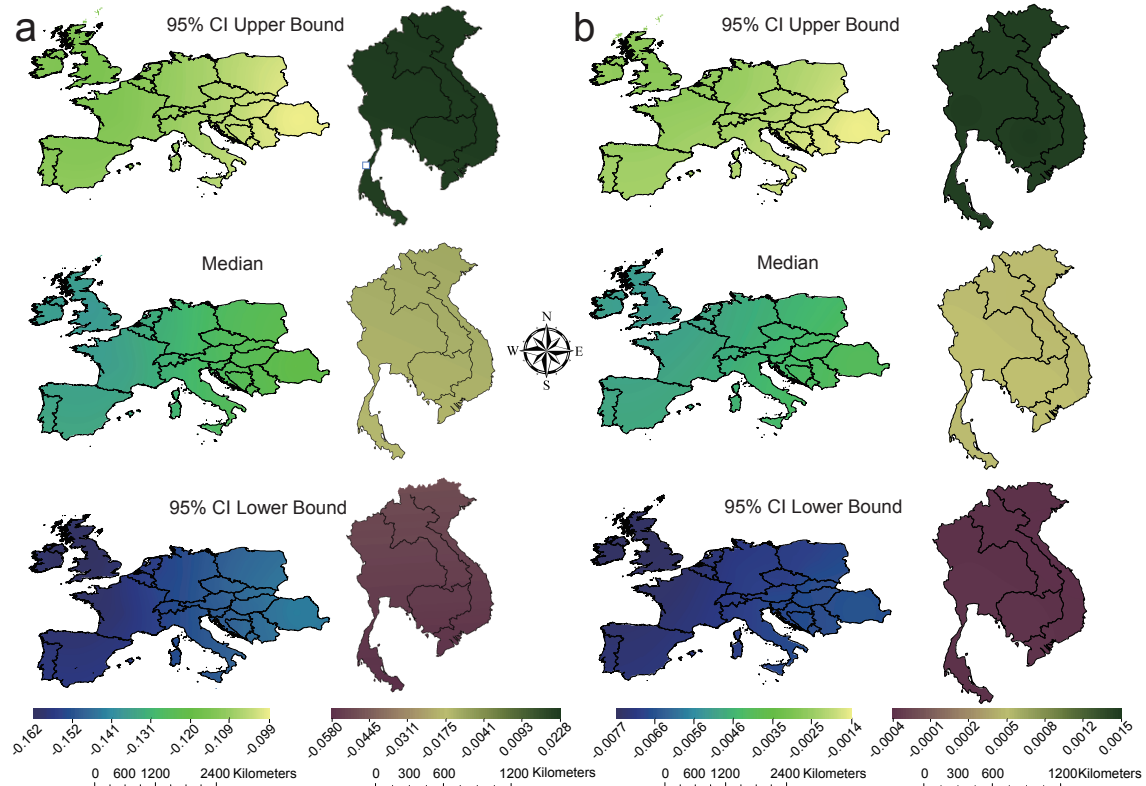 a 95% CI Upper Bound
b 95% CI Upper Bound
Median
Median
N
W E
S
95% CI Lower Bound
95% CI Lower Bound
-0.162 -0.152 -0.141 -0.131 -0.120 -0.109 -0.099
-0.0580 -0.0445 -0.0311 -0.0175 -0.0041 0.0093 0.0228
-0.0077 -0.0066 -0.0056 -0.0046 -0.0035 -0.0025 -0.0014
-0.0004 -0.0001 0.0002 0.0005 0.0008 0.0012 0.0015
0 600 1200 2400 Kilometers
0 300 600 1200 Kilometers
0 600 1200 2400 Kilometers
0 300 600 1200Kilometers